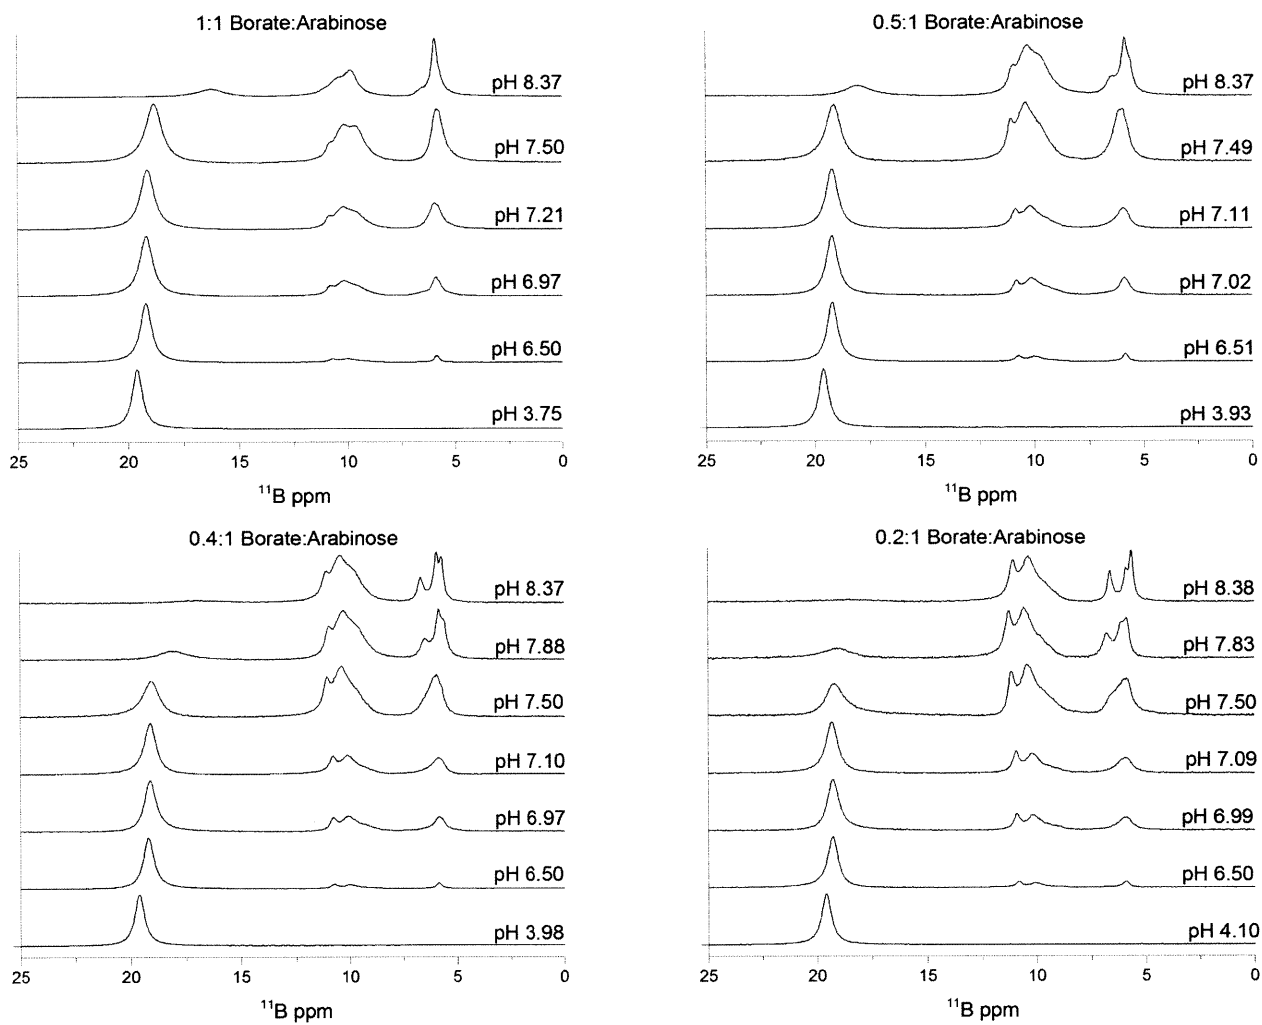 1:1 Borate:Arabinose
pH 8.37
pH 7.50
pH 7.21
pH 6.97
pH 6.50
pH 3.75
25 20 15 10 5 0
¹¹B ppm
0.5:1 Borate:Arabinose
pH 8.37
pH 7.49
pH 7.11
pH 7.02
pH 6.51
pH 3.93
25 20 15 10 5 0
¹¹B ppm
0.4:1 Borate:Arabinose
pH 8.37
pH 7.88
pH 7.50
pH 7.10
pH 6.97
pH 6.50
pH 3.98
25 20 15 10 5 0
¹¹B ppm
0.2:1 Borate:Arabinose
pH 8.38
pH 7.83
pH 7.50
pH 7.09
pH 6.99
pH 6.50
pH 4.10
25 20 15 10 5 0
¹¹B ppm